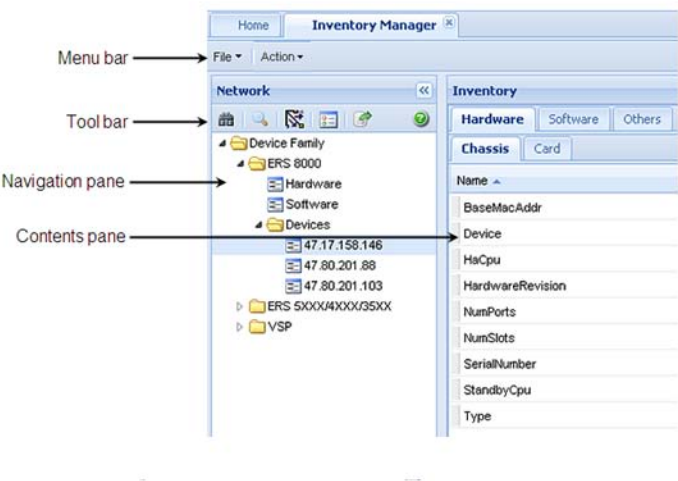 Home Inventory Manager
Menu bar
File Action
Network
Inventory
Tool bar
Hardware Software Others
Chassis Card
Device Family
ERS 8000
Navigation pane
Hardware
Software
Devices
Contents pane
47.17.158.146
47.80.201.88
47.80.201.103
ERS 5XXX/4XXX/35XX
VSP
Name
BaseMacAddr
Device
HaCpu
HardwareRevision
NumPorts
NumSlots
SerialNumber
StandbyCpu
Type